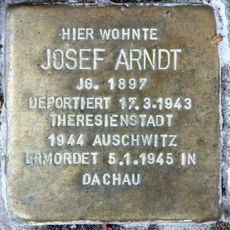 HIER WOHNTE
JOSEF ARNDT
JG. 1897
DEPORTIERT 17.3.1943
THERESIENSTADT
1944 AUSCHWITZ
ERMORDET 5.1.1945 IN
DACHAU